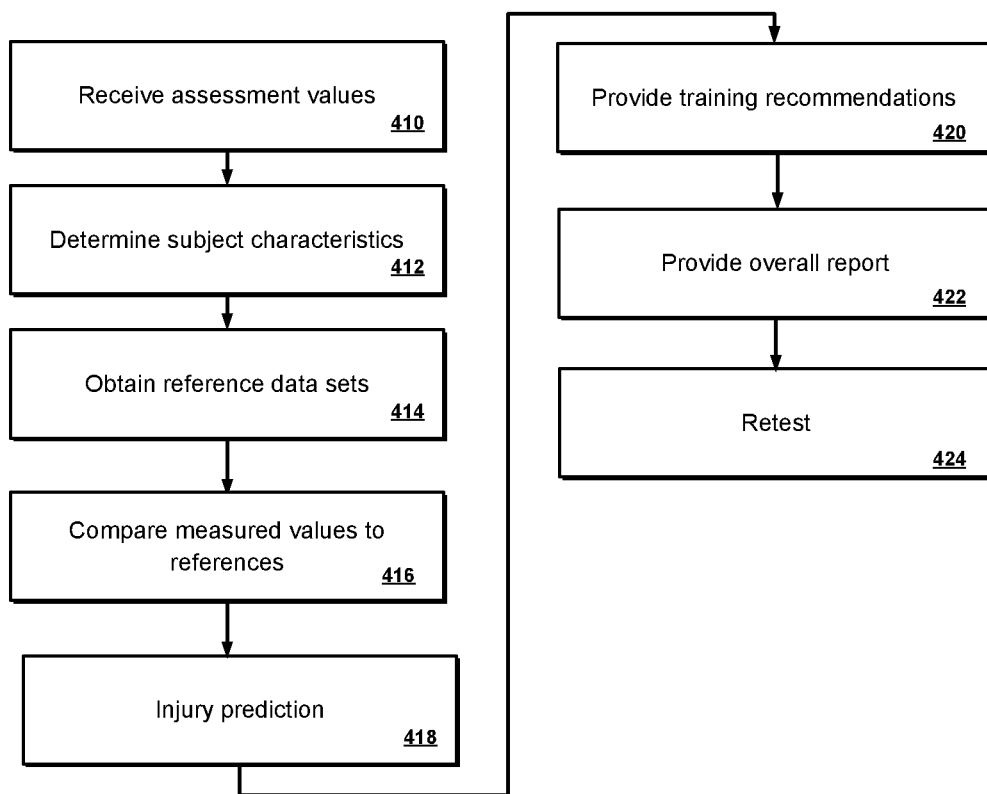 Receive assessment values
410
Determine subject characteristics
412
Obtain reference data sets
414
Compare measured values to
references
416
Injury prediction
418
Provide training recommendations
420
Provide overall report
422
Retest
424